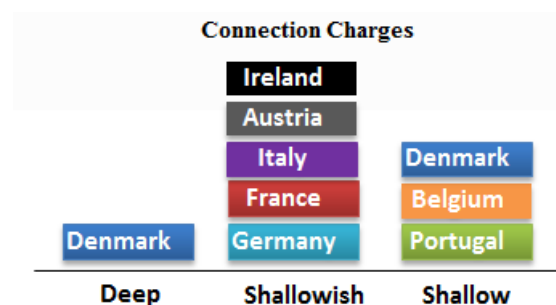 Connection Charges
Ireland
Austria
Italy Denmark
France Belgium
Denmark Germany Portugal
Deep Shallowish Shallow